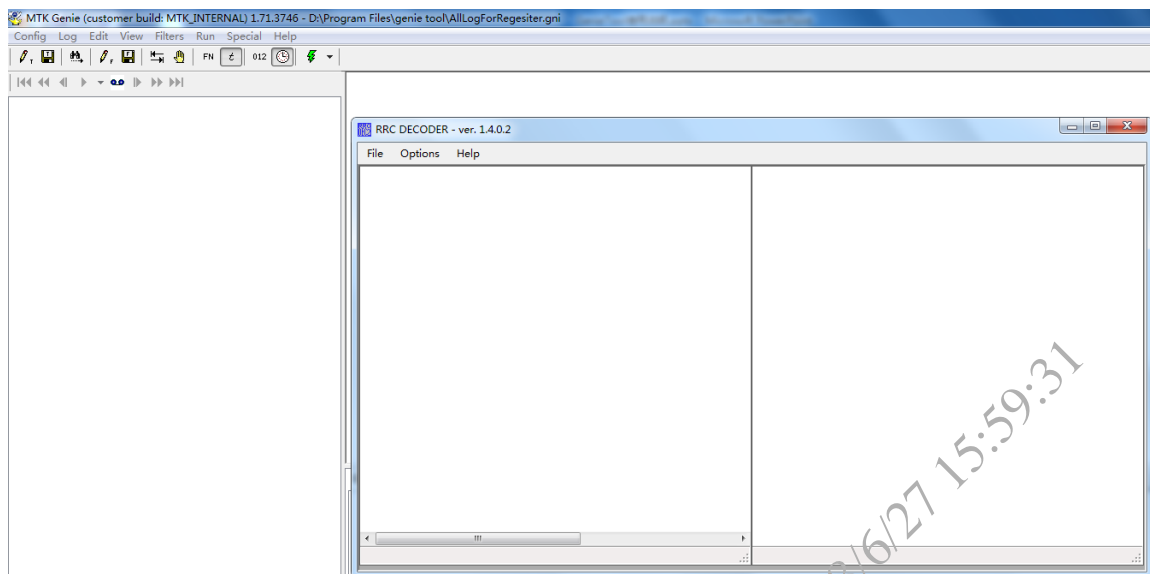 MTK Genie (customer build: MTK_INTERNAL) 1.71.3746 - D:\Program Files\genie tool\AllLogForRegesiter.gni
Config Log Edit View Filters Run Special Help
FN t 012
RRC DECODER - ver. 1.4.0.2
File Options Help
/6/27 15:59:31